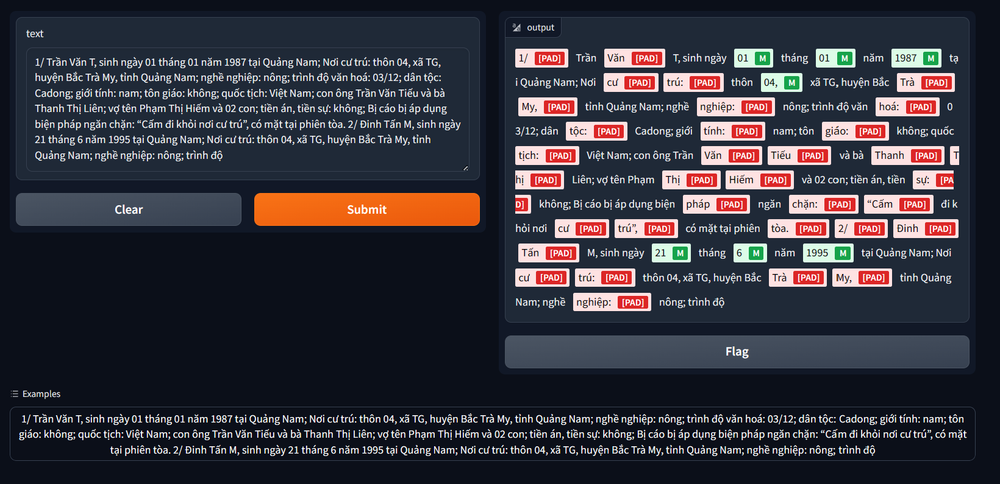 text
1/ Trần Văn T, sinh ngày 01 tháng 01 năm 1987 tại Quảng Nam; Nơi cư trú: thôn 04, xã TG,
huyện Bắc Trà My, tỉnh Quảng Nam; nghề nghiệp: nông; trình độ văn hoá: 03/12; dân tộc:
Cadong; giới tính: nam; tôn giáo: không; quốc tịch: Việt Nam; con ông Trần Văn Tiếu và bà
Thanh Thị Liên; vợ tên Phạm Thị Hiếm và 02 con; tiền án, tiền sự: không; Bị cáo bị áp dụng
biện pháp ngăn chặn: “Cấm đi khỏi nơi cư trú”, có mặt tại phiên tòa. 2/ Đinh Tấn M, sinh ngày
21 tháng 6 năm 1995 tại Quảng Nam; Nơi cư trú: thôn 04, xã TG, huyện Bắc Trà My, tỉnh
Quảng Nam; nghề nghiệp: nông; trình độ
Clear
Submit
output
1/ [PAD] Trần Văn [PAD] T, sinh ngày 01 M tháng 01 M năm 1987 M tạ
i Quảng Nam; Nơi cư [PAD] trú: [PAD] thôn 04, M xã TG, huyện Bắc Trà [PAD]
My, [PAD] tỉnh Quảng Nam; nghề nghiệp: [PAD] nông; trình độ văn hoá: [PAD] 0
3/12; dân tộc: [PAD] Cadong; giới tính: [PAD] nam; tôn giáo: [PAD] không; quốc
tịch: [PAD] Việt Nam; con ông Trần Văn [PAD] Tiếu [PAD] và bà Thanh [PAD] T
hị [PAD] Liên; vợ tên Phạm Thị [PAD] Hiếm [PAD] và 02 con; tiền án, tiền sự: [PA
D] không; Bị cáo bị áp dụng biện pháp [PAD] ngăn chặn: [PAD] “Cấm [PAD] đi k
hỏi nơi cư [PAD] trú”, [PAD] có mặt tại phiên tòa. [PAD] 2/ [PAD] Đinh [PAD]
Tấn [PAD] M, sinh ngày 21 M tháng 6 M năm 1995 M tại Quảng Nam; Nơi
cư [PAD] trú: [PAD] thôn 04, xã TG, huyện Bắc Trà [PAD] My, [PAD] tỉnh Quảng
Nam; nghề nghiệp: [PAD] nông; trình độ
Flag
Examples
1/ Trần Văn T, sinh ngày 01 tháng 01 năm 1987 tại Quảng Nam; Nơi cư trú: thôn 04, xã TG, huyện Bắc Trà My, tỉnh Quảng Nam; nghề nghiệp: nông; trình độ văn hoá: 03/12; dân tộc: Cadong; giới tính: nam; tôn
giáo: không; quốc tịch: Việt Nam; con ông Trần Văn Tiếu và bà Thanh Thị Liên; vợ tên Phạm Thị Hiếm và 02 con; tiền án, tiền sự: không; Bị cáo bị áp dụng biện pháp ngăn chặn: “Cấm đi khỏi nơi cư trú”, có mặt
tại phiên tòa. 2/ Đinh Tấn M, sinh ngày 21 tháng 6 năm 1995 tại Quảng Nam; Nơi cư trú: thôn 04, xã TG, huyện Bắc Trà My, tỉnh Quảng Nam; nghề nghiệp: nông; trình độ